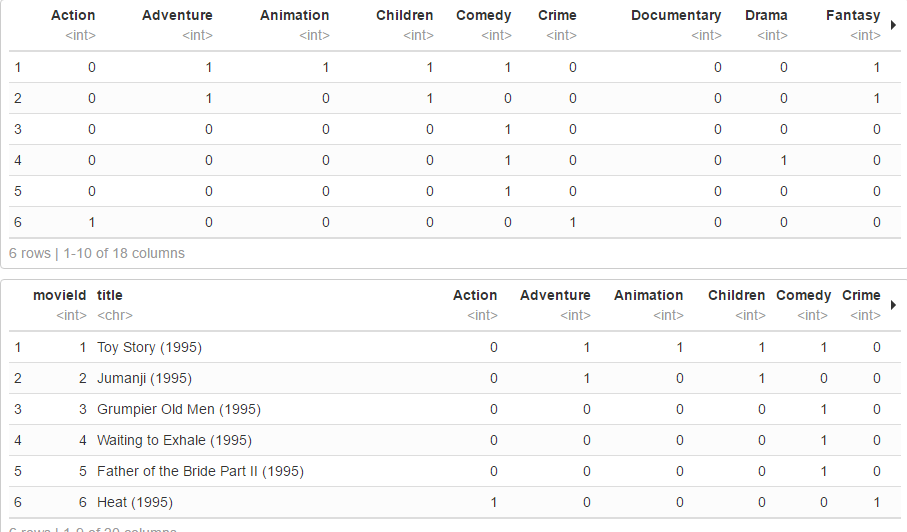 Action Adventure Animation Children Comedy Crime Documentary Drama Fantasy
<int> <int> <int> <int> <int> <int> <int> <int> <int>
1 0 1 1 1 1 0 0 0 1
2 0 1 0 1 0 0 0 0 1
3 0 0 0 0 1 0 0 0 0
4 0 0 0 0 1 0 0 1 0
5 0 0 0 0 1 0 0 0 0
6 1 0 0 0 0 1 0 0 0
6 rows | 1-10 of 18 columns
movieId title Action Adventure Animation Children Comedy Crime
<int> <chr> <int> <int> <int> <int> <int> <int>
1 1 Toy Story (1995) 0 1 1 1 1 0
2 2 Jumanji (1995) 0 1 0 1 0 0
3 3 Grumpier Old Men (1995) 0 0 0 0 1 0
4 4 Waiting to Exhale (1995) 0 0 0 0 1 0
5 5 Father of the Bride Part II (1995) 0 0 0 0 1 0
6 6 Heat (1995) 1 0 0 0 0 1
6 rows | 1-9 of 20 columns